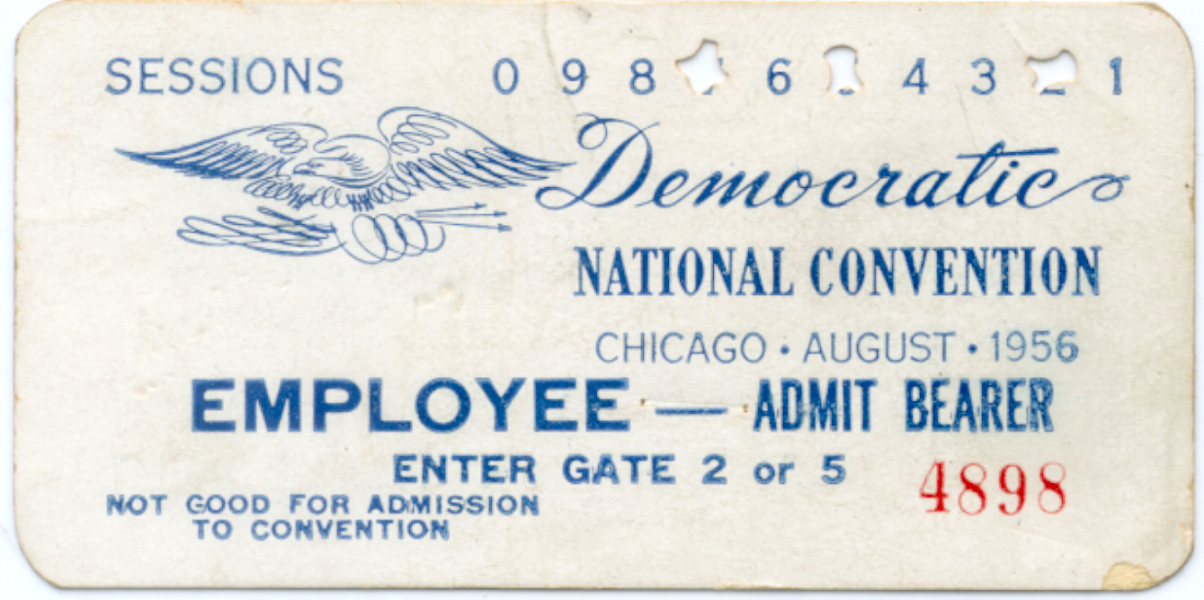 SESSIONS 0 9 8 6 4 3 1
Democratic
NATIONAL CONVENTION
CHICAGO • AUGUST • 1956
EMPLOYEE — ADMIT BEARER
ENTER GATE 2 or 5
4898
NOT GOOD FOR ADMISSION
TO CONVENTION